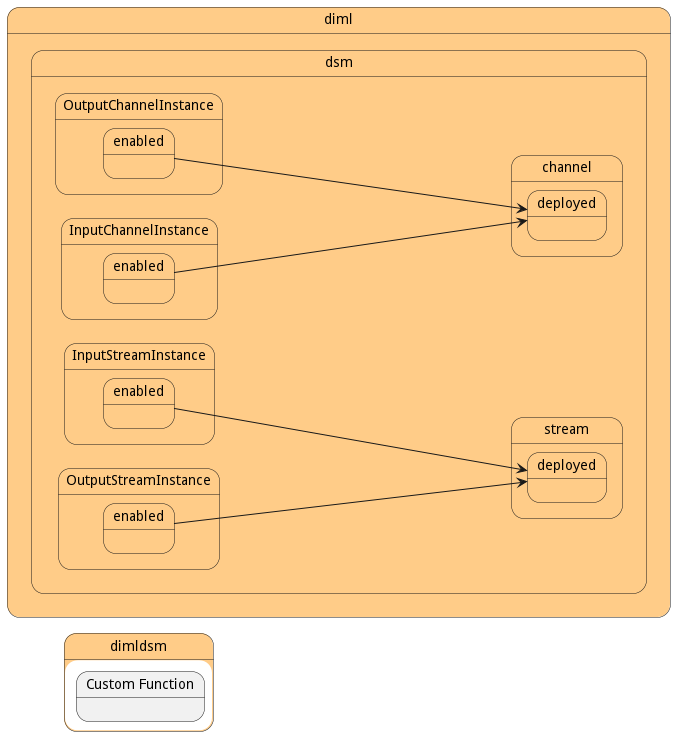 diml
dsm
OutputChannelInstance
enabled
channel
deployed
InputChannelInstance
enabled
InputStreamInstance
enabled
stream
deployed
OutputStreamInstance
enabled
dimldsm
Custom Function